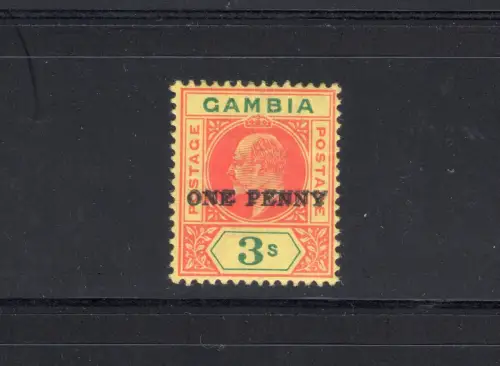 GAMBIA
POSTAGE
POSTAGE
ONE PENNY
3s